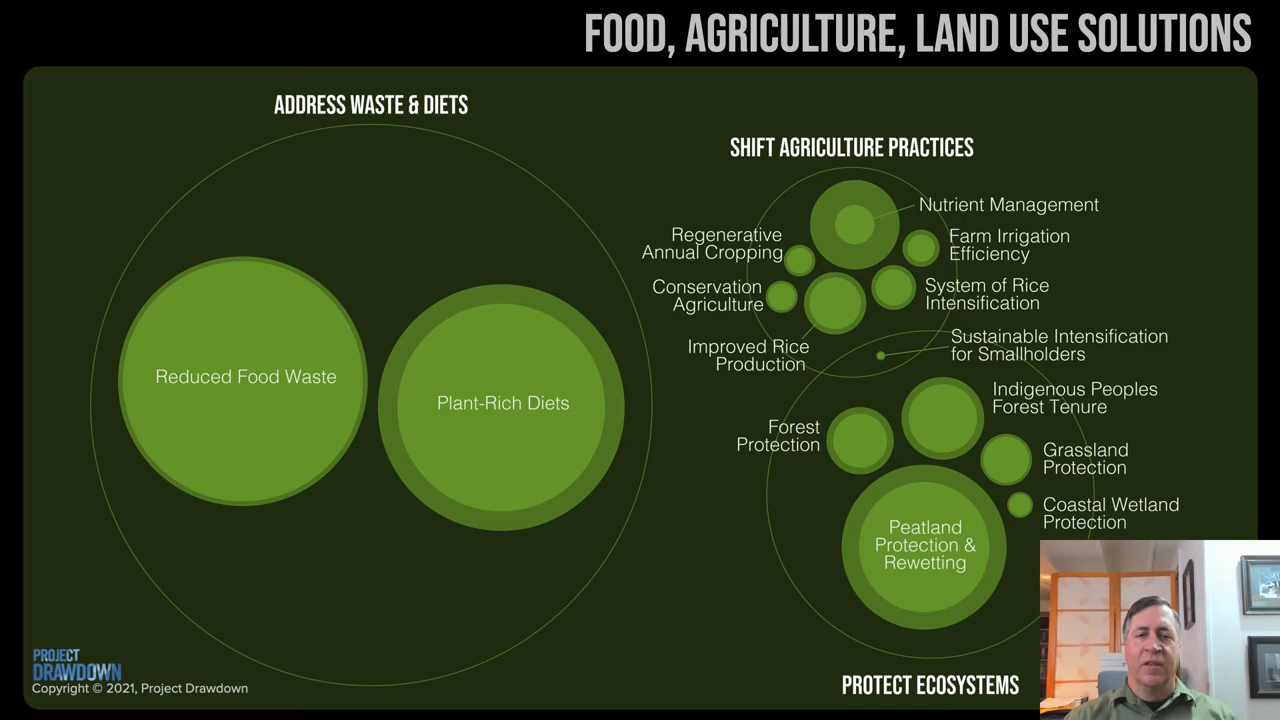 FOOD, AGRICULTURE, LAND USE SOLUTIONS
ADDRESS WASTE & DIETS
Reduced Food Waste
Plant-Rich Diets
SHIFT AGRICULTURE PRACTICES
Nutrient Management
Regenerative
Annual Cropping
Farm Irrigation
Efficiency
Conservation
Agriculture
System of Rice
Intensification
Improved Rice
Production
Sustainable Intensification
for Smallholders
Indigenous Peoples
Forest Tenure
Forest
Protection
Grassland
Protection
Coastal Wetland
Protection
Peatland
Protection &
Rewetting
PROTECT ECOSYSTEMS
PROJECT
DRAWDOWN
Copyright © 2021, Project Drawdown